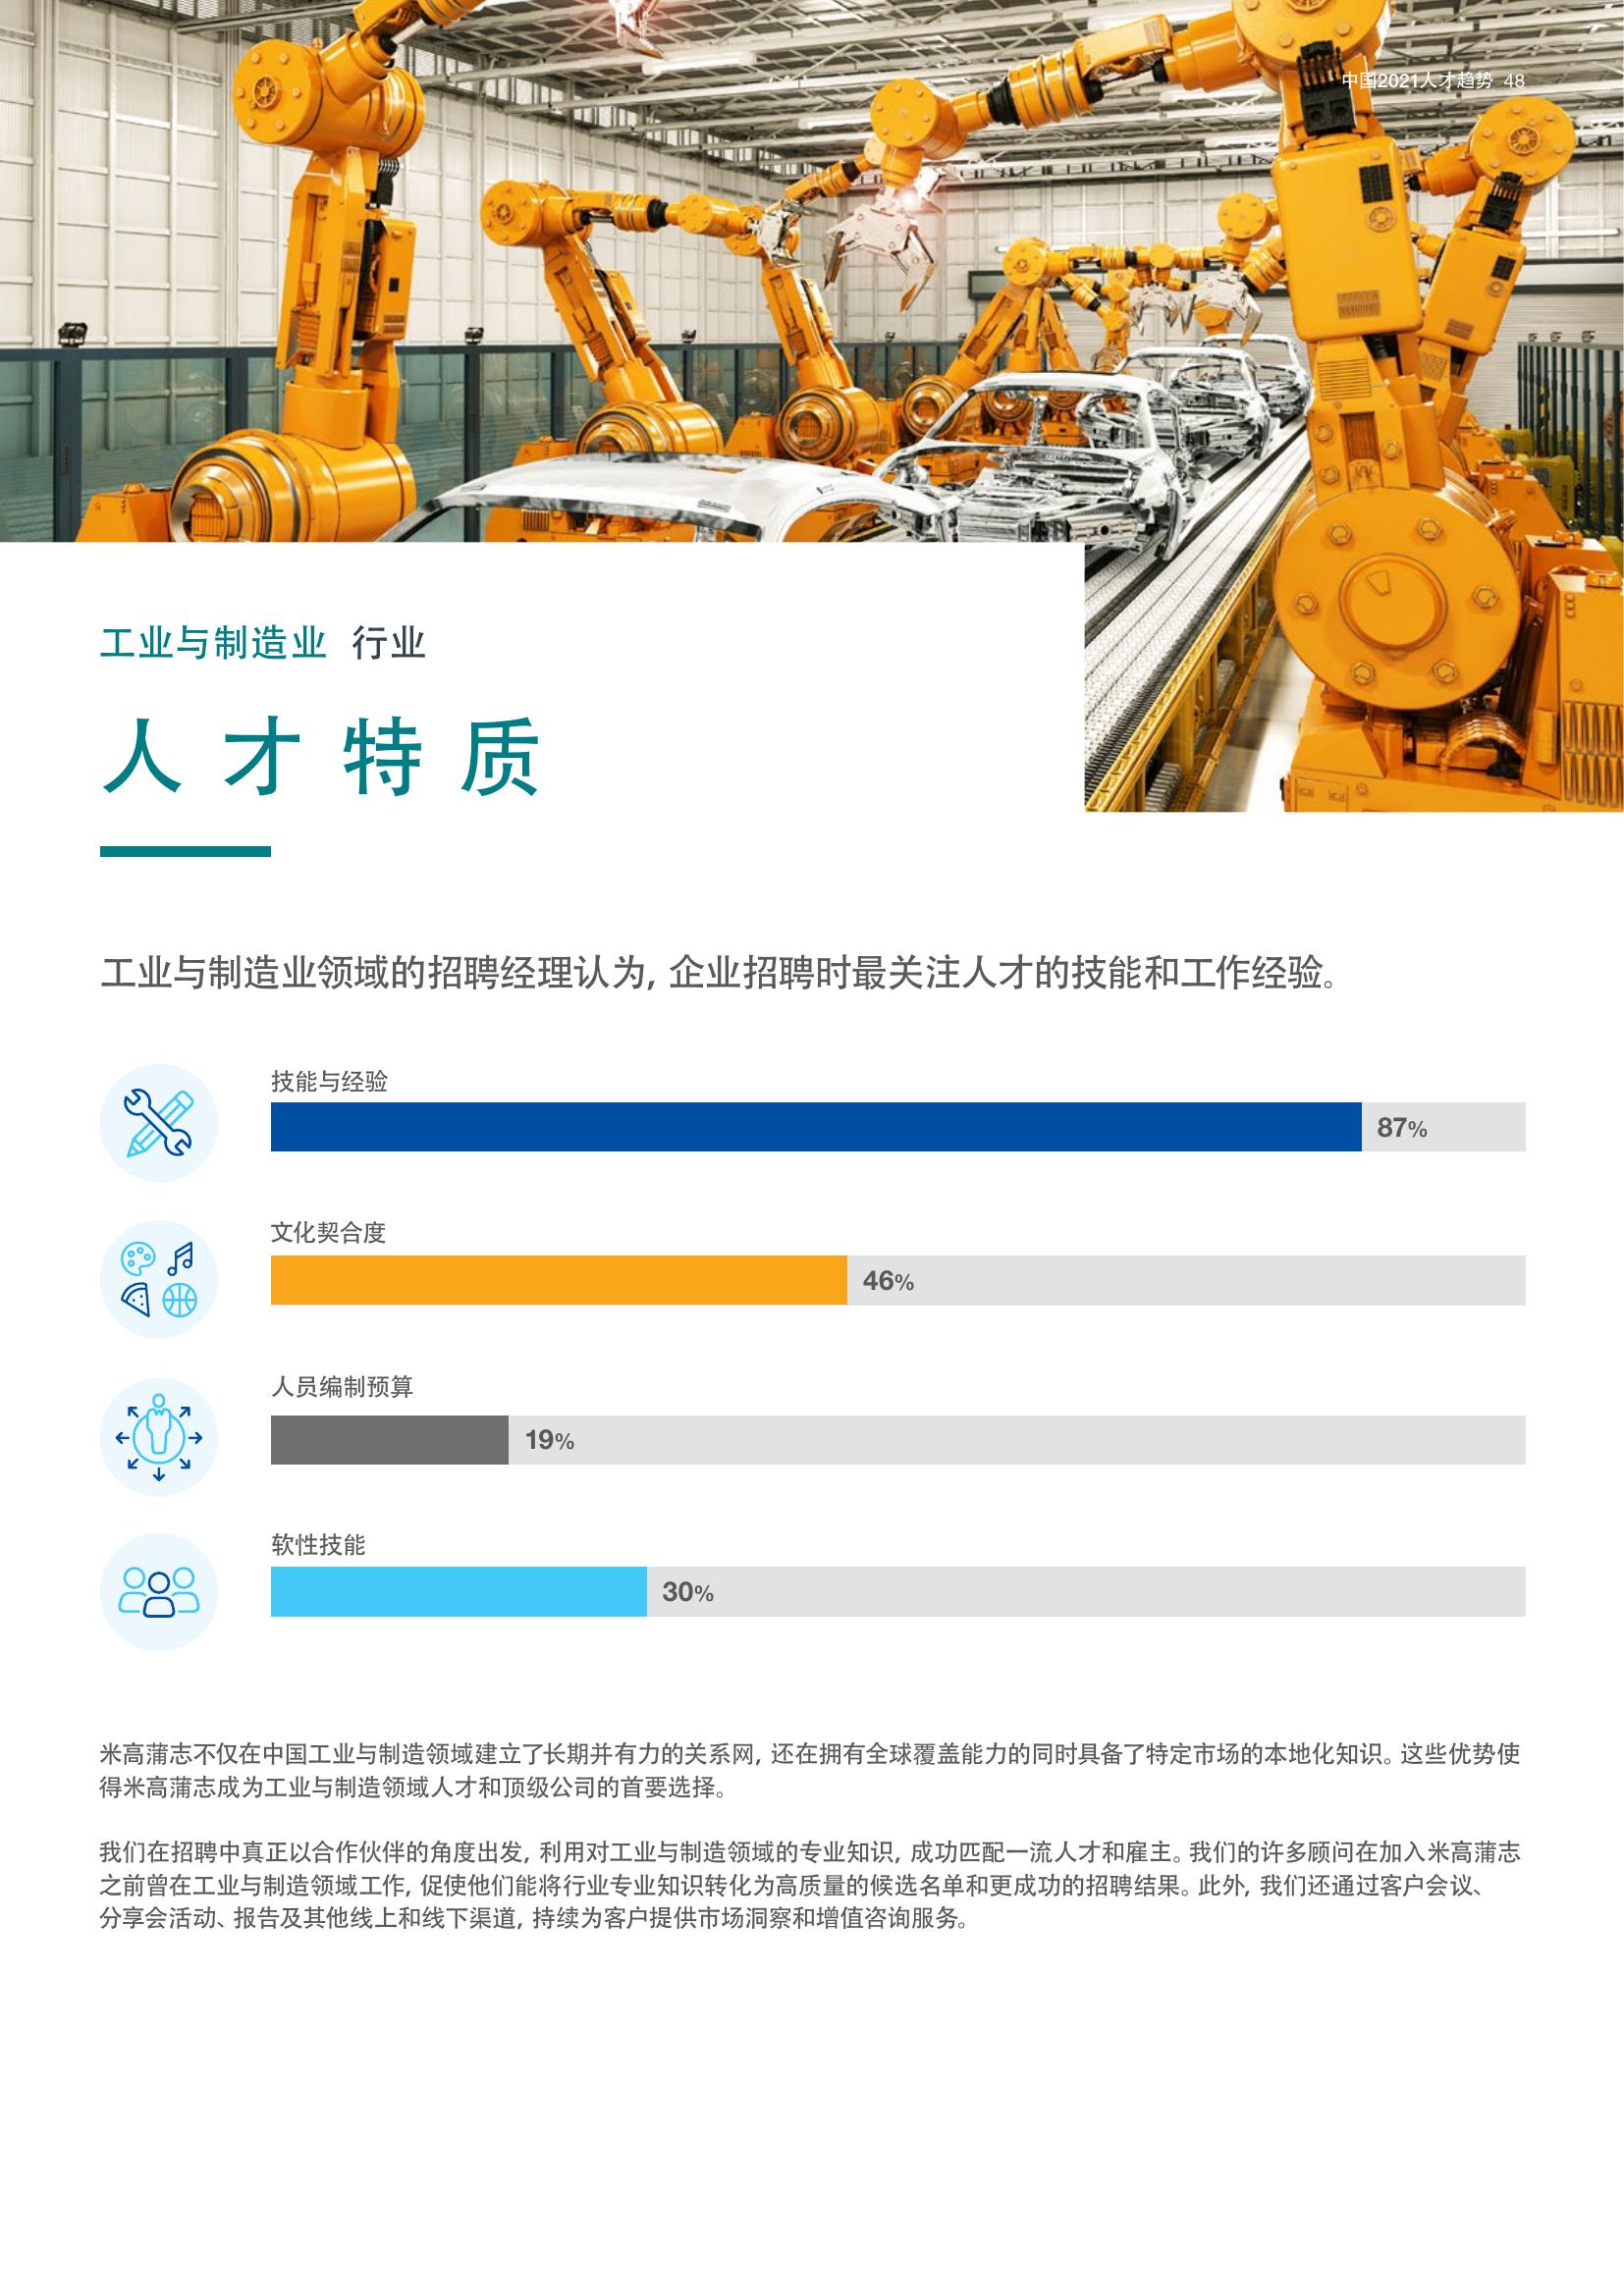 中国2021人才趋势 48
工业与制造业 行业
人才特质
工业与制造业领域的招聘经理认为, 企业招聘时最关注人才的技能和工作经验。
技能与经验
87%
文化契合度
46%
人员编制预算
19%
软性技能
30%
米高蒲志不仅在中国工业与制造领域建立了长期并有力的关系网, 还在拥有全球覆盖能力的同时具备了特定市场的本地化知识。这些优势使
得米高蒲志成为工业与制造领域人才和顶级公司的首要选择。
我们在招聘中真正以合作伙伴的角度出发, 利用对工业与制造领域的专业知识, 成功匹配一流人才和雇主。我们的许多顾问在加入米高蒲志
之前曾在工业与制造领域工作, 促使他们能将行业专业知识转化为高质量的候选名单和更成功的招聘结果。此外, 我们还通过客户会议、
分享会活动、报告及其他线上和线下渠道, 持续为客户提供市场洞察和增值咨询服务。